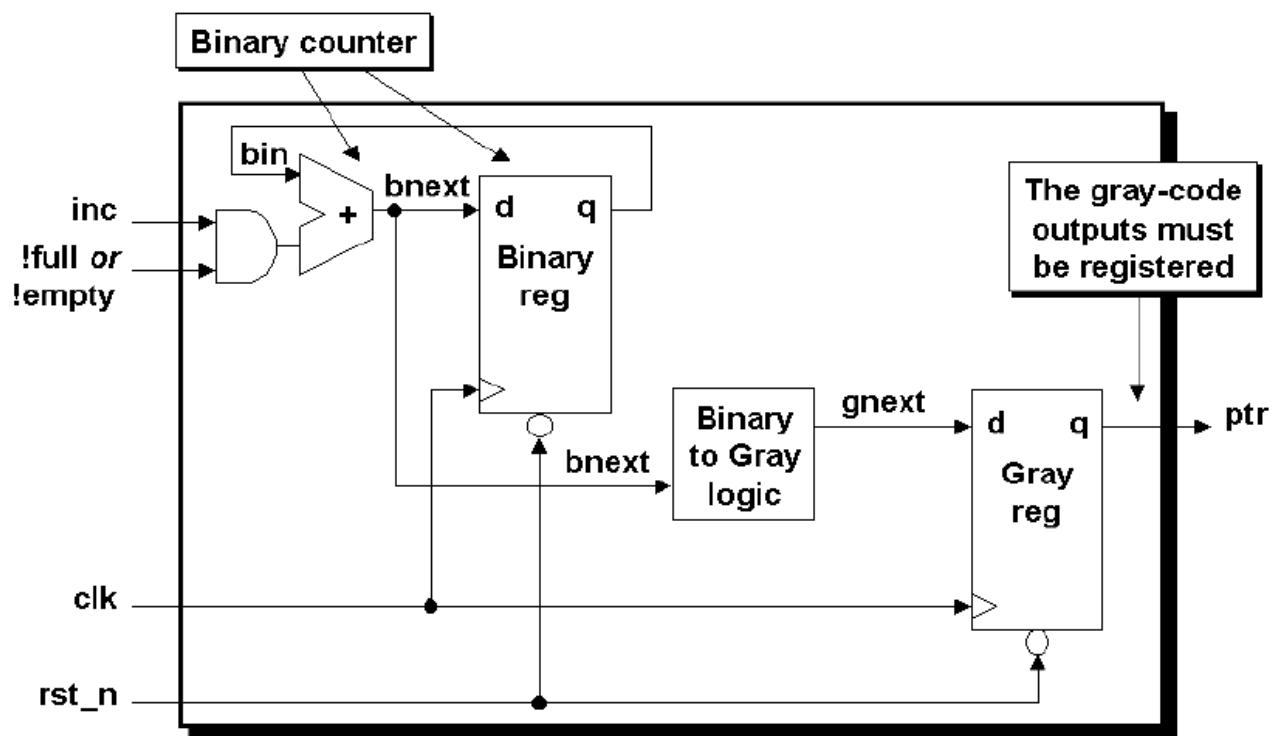 Binary counter
bin
bnext
inc
+
d q
Binary
reg
!full or
!empty
The gray-code
outputs must
be registered
bnext
Binary
to Gray
logic
gnext
d q
Gray
reg
ptr
clk
rst_n